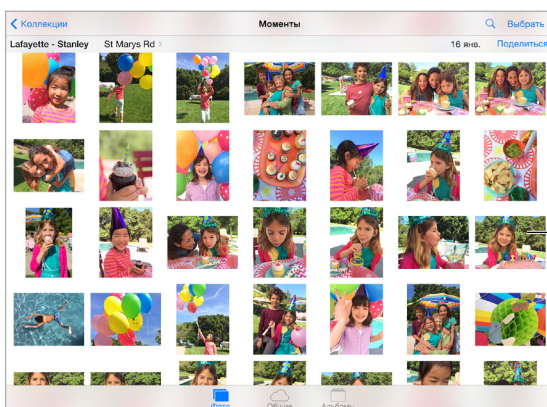 Коллекции Моменты Выбрать
Lafayette - Stanley St Marys Rd 16 янв. Поделиться
Фото Общие Альбомы